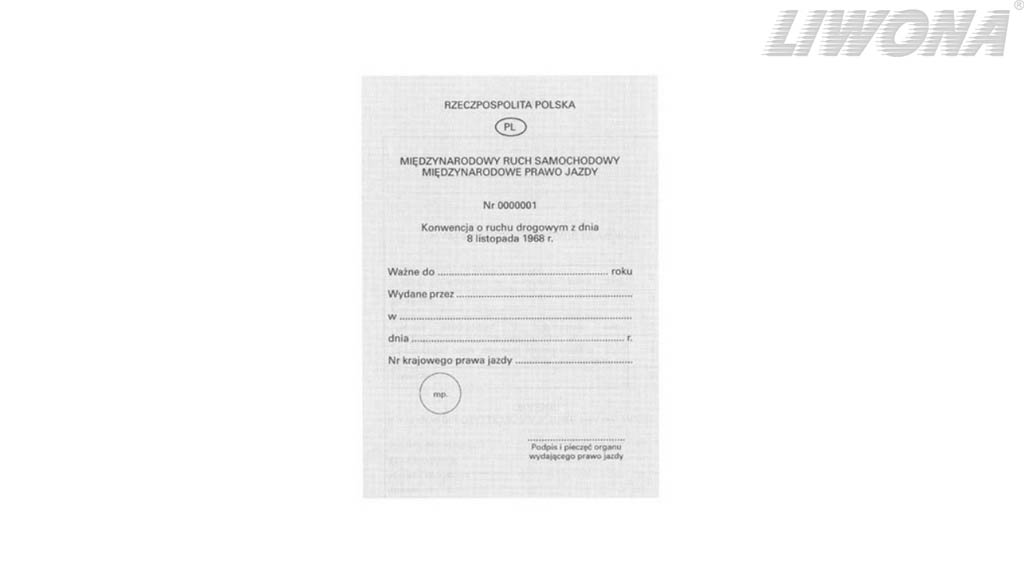 LIWONA®
RZECZPOSPOLITA POLSKA
PL
MIĘDZYNARODOWY RUCH SAMOCHODOWY
MIĘDZYNARODOWE PRAWO JAZDY
Nr 0000001
Konwencja o ruchu drogowym z dnia
8 listopada 1968 r.
Ważne do .................................................... roku
Wydane przez ......................................................
w ........................................................................
dnia .................................................................. r.
Nr krajowego prawa jazdy ....................................
mp.
Podpis i pieczęć organu
wydającego prawo jazdy